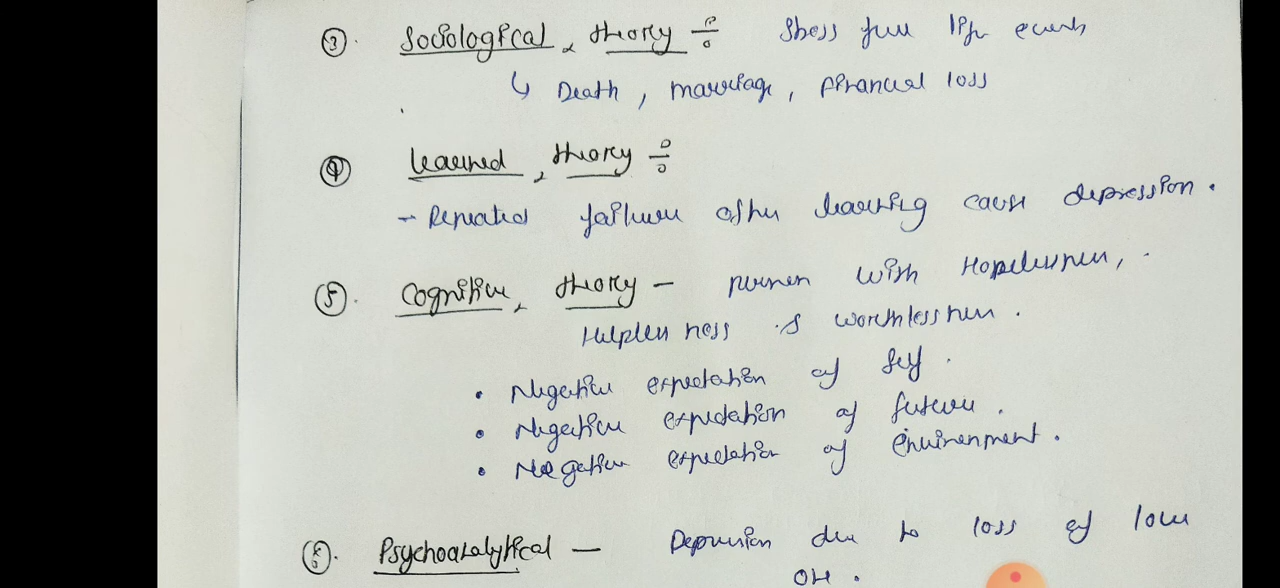 ③. Sociological theory ÷ Stress full life events
↳ Death, marriage, financial loss
④ learned theory ÷
- Repeated failure after learning cause depression.
⑤. Cognitive theory - person with Hopelessness,
Helplessness & worthlessness.
• Negative expectation of self.
• Negative expectation of future.
• Negative expectation of environment.
⑥. Psychoanalytical - Depression due to loss of love